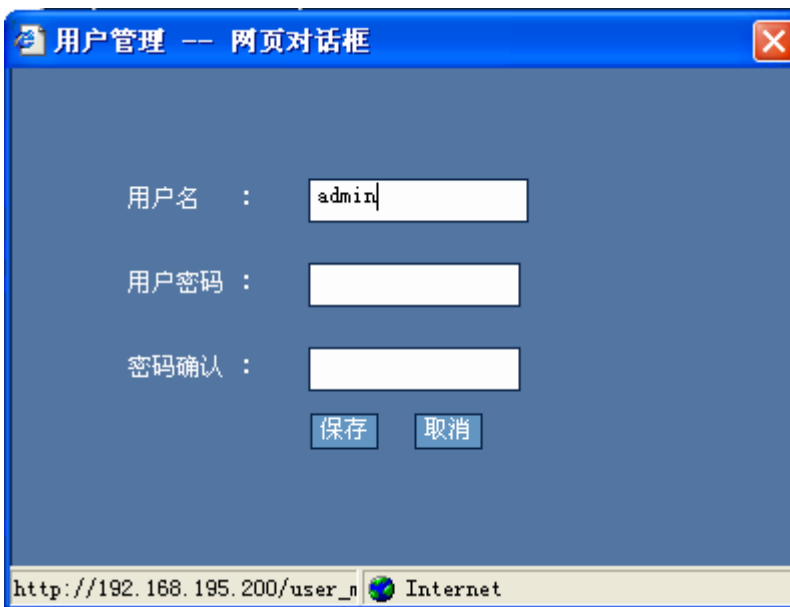 用户管理 -- 网页对话框
用户名 : admin
用户密码 :
密码确认 :
保存 取消
http://192.168.195.200/user_m Internet